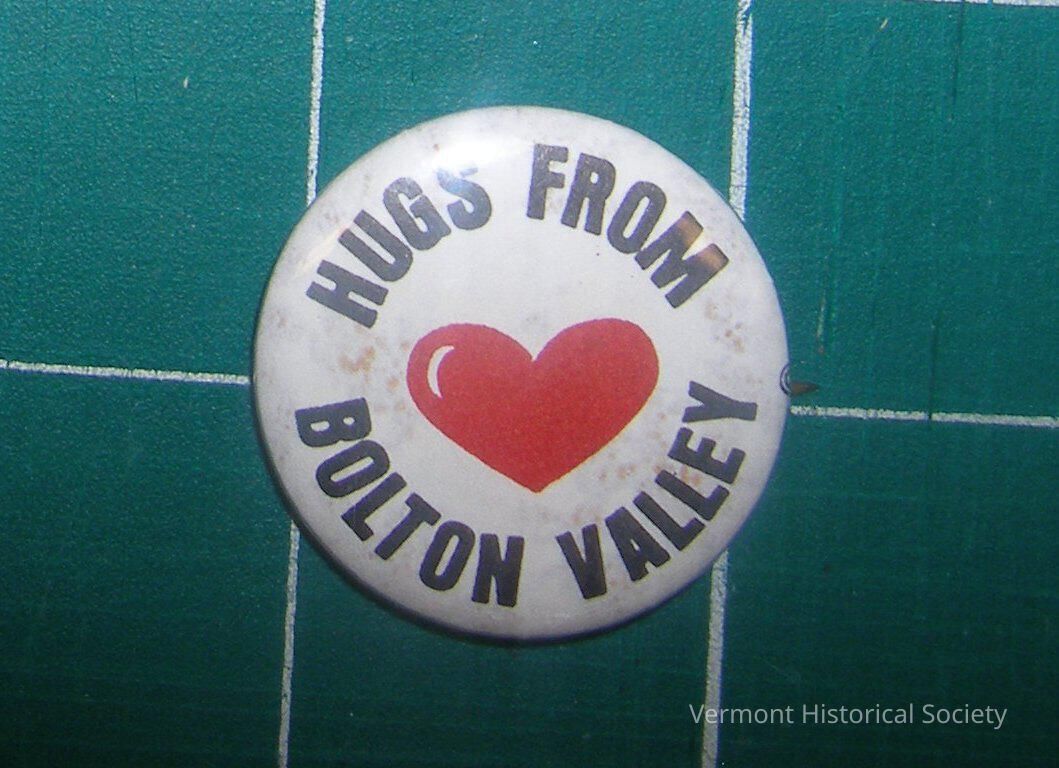 HUGS FROM
BOLTON VALLEY
Vermont Historical Society